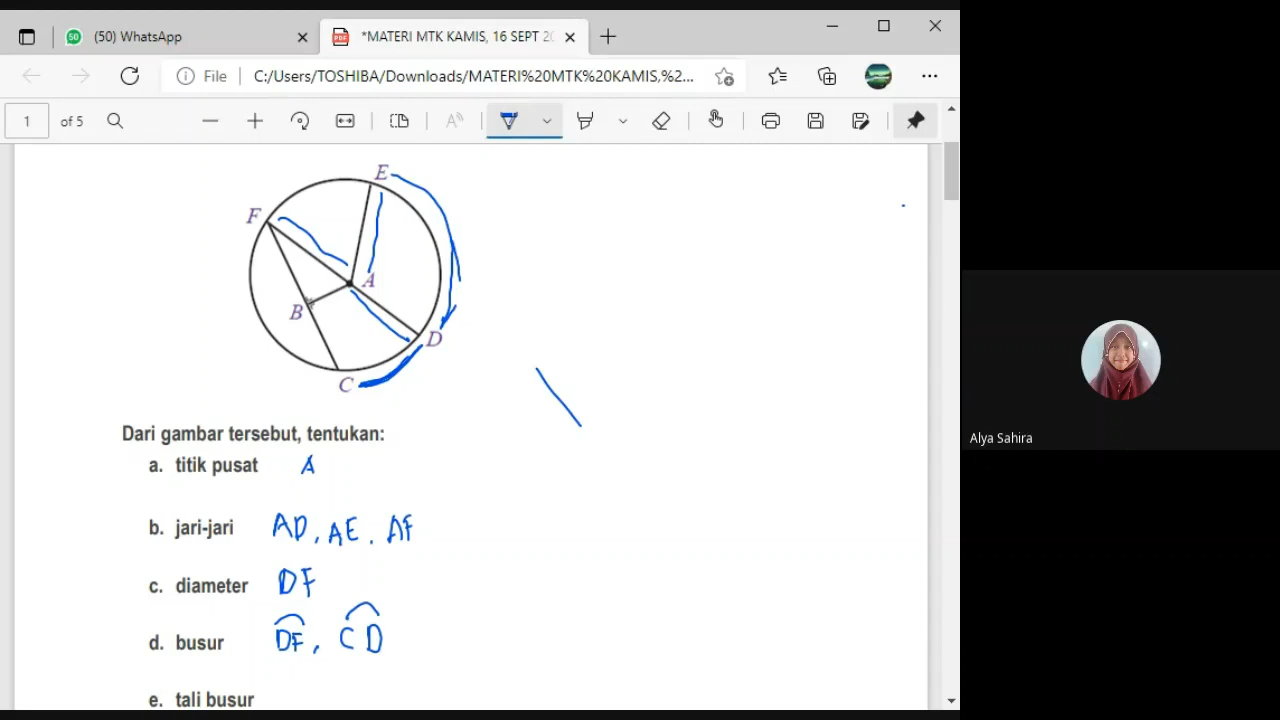 50 (50) WhatsApp *MATERI MTK KAMIS, 16 SEPT 20
File C:/Users/TOSHIBA/Downloads/MATERI%20MTK%20KAMIS,%2...
1 of 5
E
F
A
B
D
C
Dari gambar tersebut, tentukan:
a. titik pusat A
b. jari-jari AD, AE, AF
c. diameter DF
d. busur DF, CD
e. tali busur
Alya Sahira